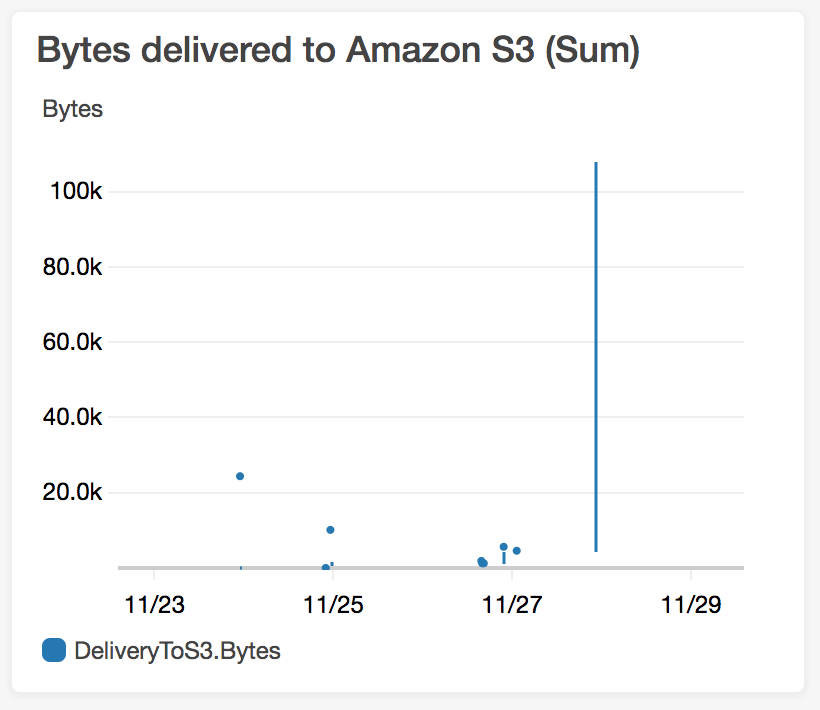 Bytes delivered to Amazon S3 (Sum)
Bytes
100k
80.0k
60.0k
40.0k
20.0k
11/23 11/25 11/27 11/29
DeliveryToS3.Bytes